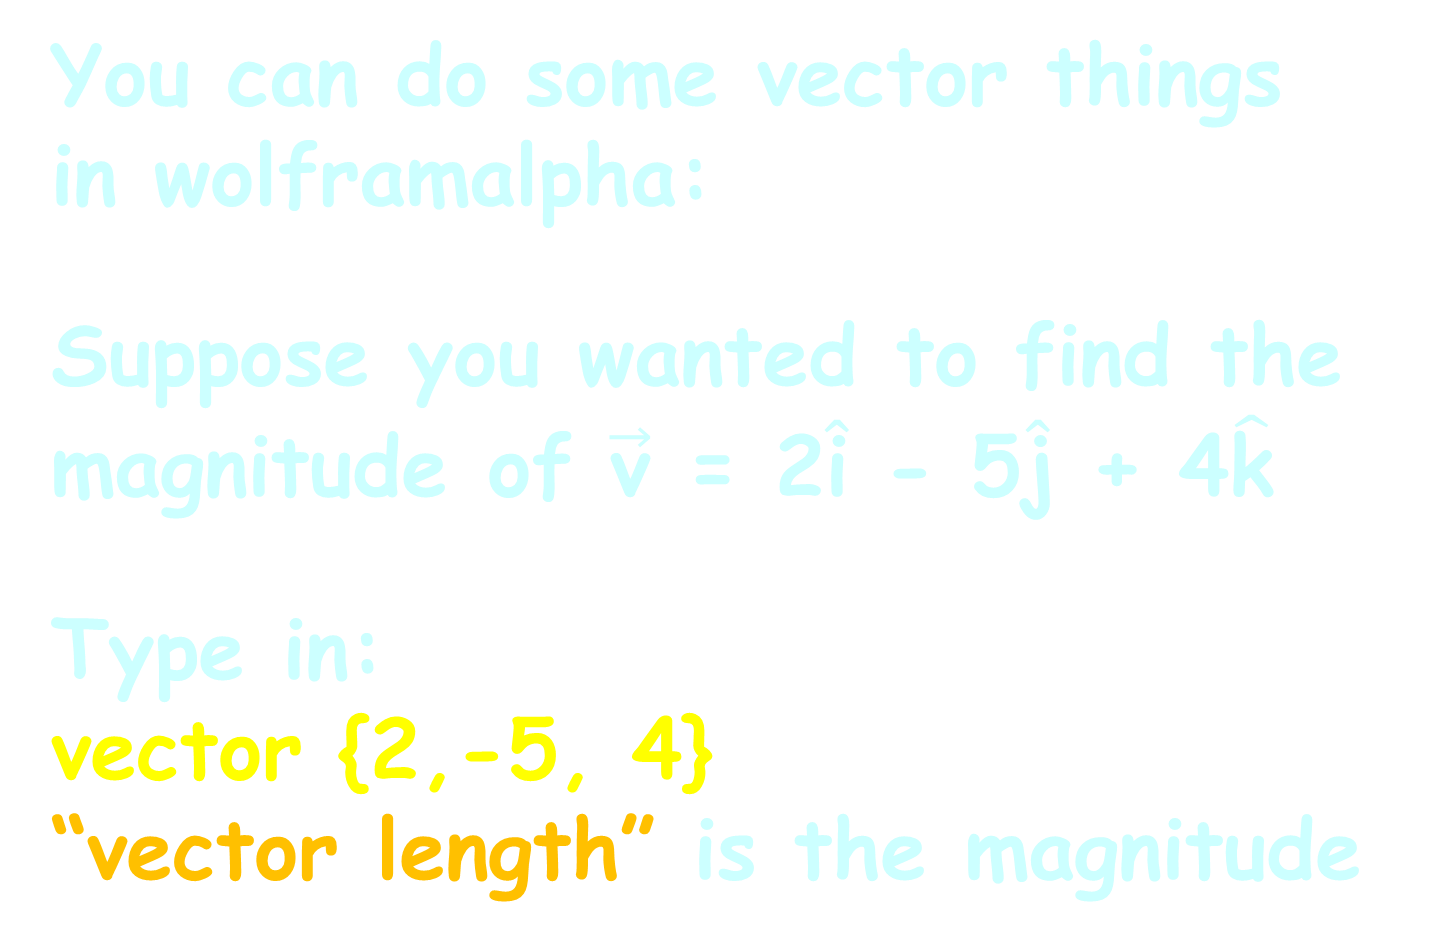 You can do some vector things
in wolframalpha:
Suppose you wanted to find the
magnitude of v⃗ = 2î - 5ĵ + 4k̂
Type in:
vector {2,-5, 4}
“vector length” is the magnitude